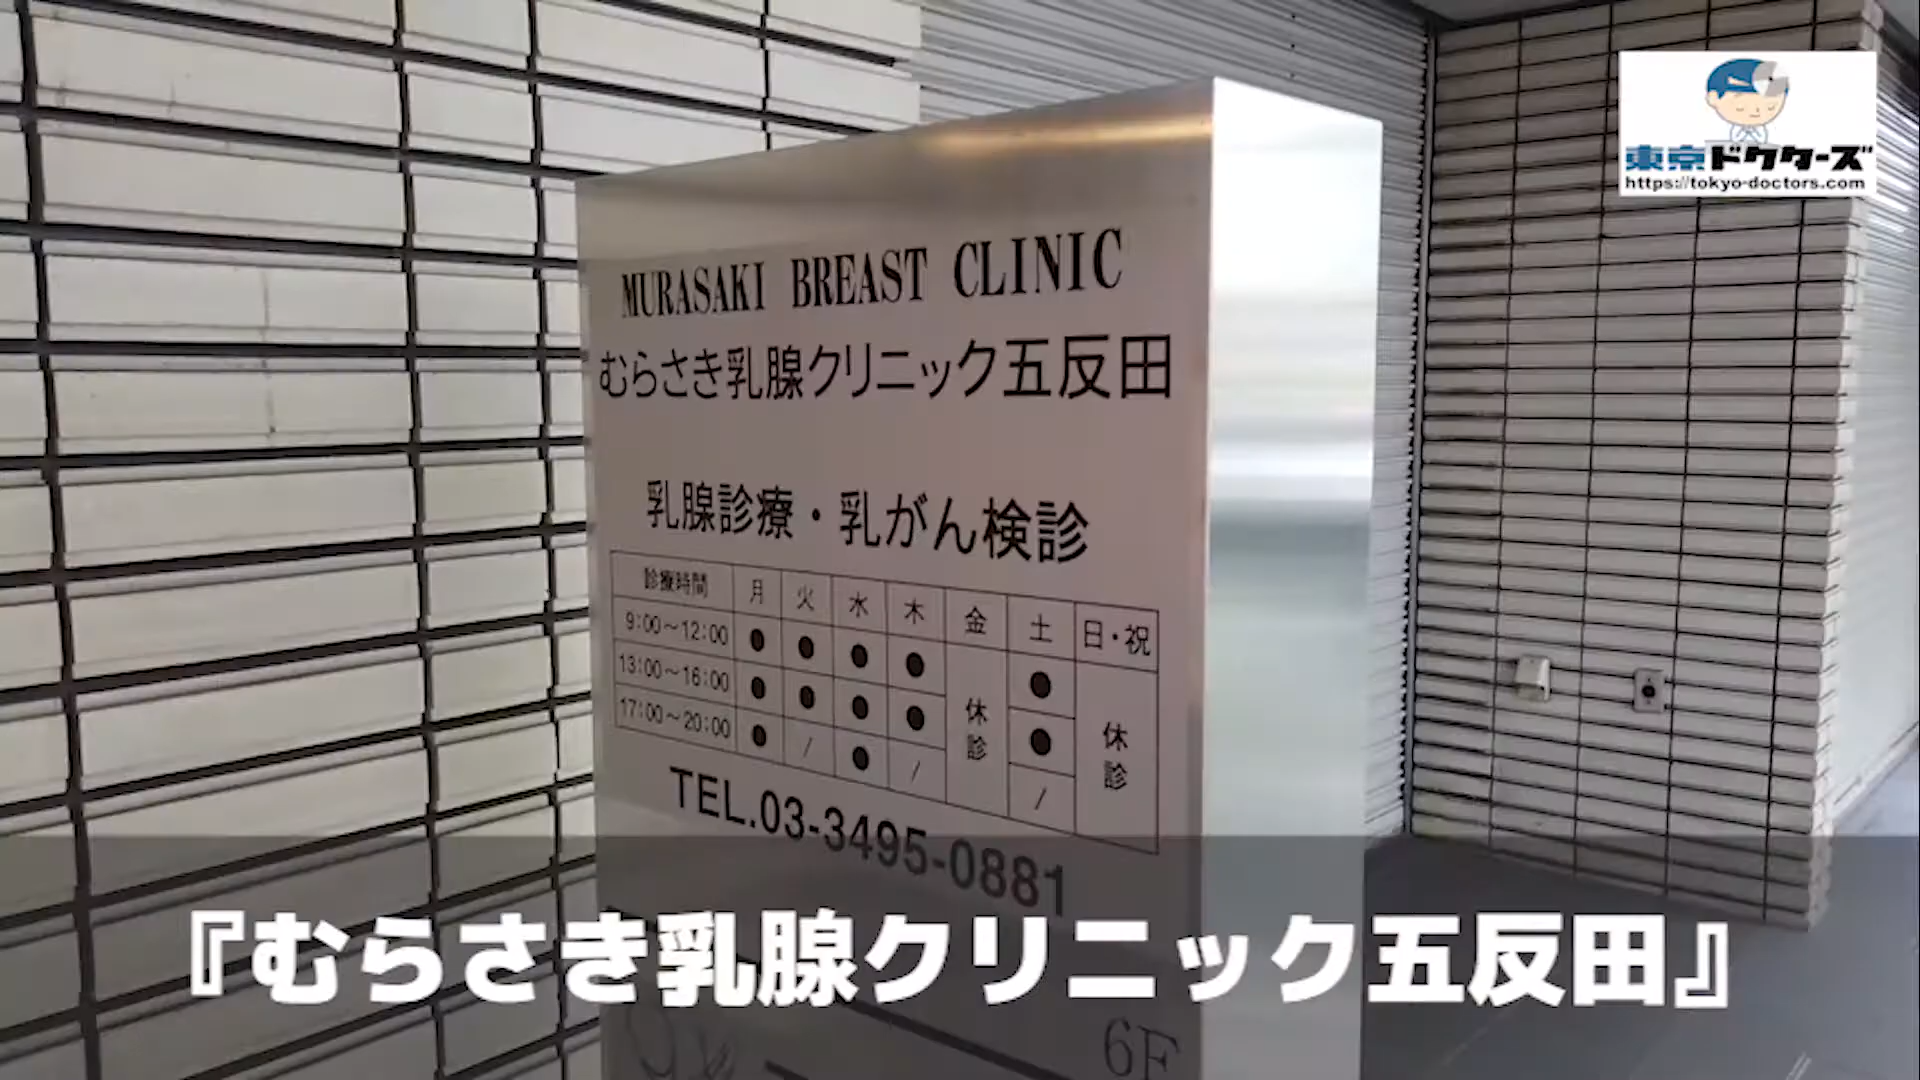 東京ドクターズ
https://tokyo-doctors.com
MURASAKI BREAST CLINIC
むらさき乳腺クリニック五反田
乳腺診療・乳がん検診
診療時間 月 火 水 木 金 土 日・祝
9:00～12:00 ● ● ● ● 休診 ● 休診
13:00～16:00 ● ● ● ● ●
17:00～20:00 ● / ● / /
TEL.03-3495-0881
『むらさき乳腺クリニック五反田』
6F